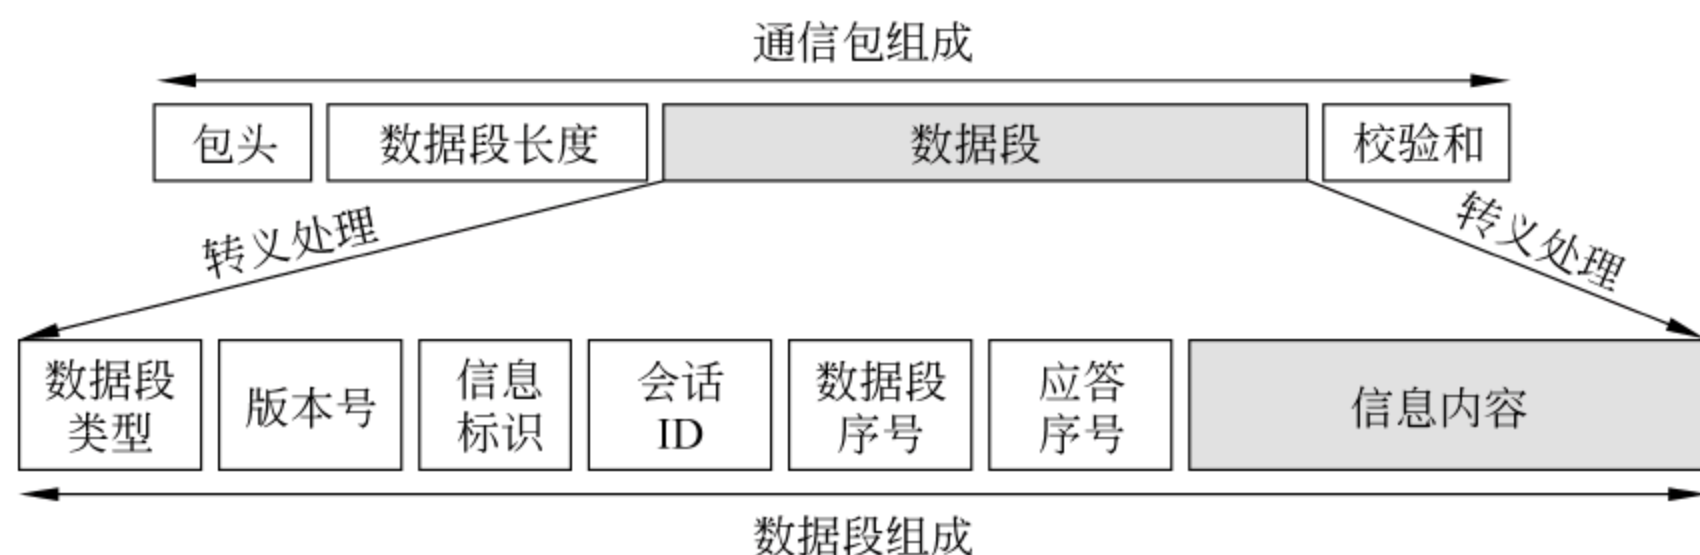 通信包组成
包头 数据段长度 数据段 校验和
转义处理 转义处理
数据段 版本号 信息 会话 数据段 应答 信息内容
类型 标识 ID 序号 序号
数据段组成